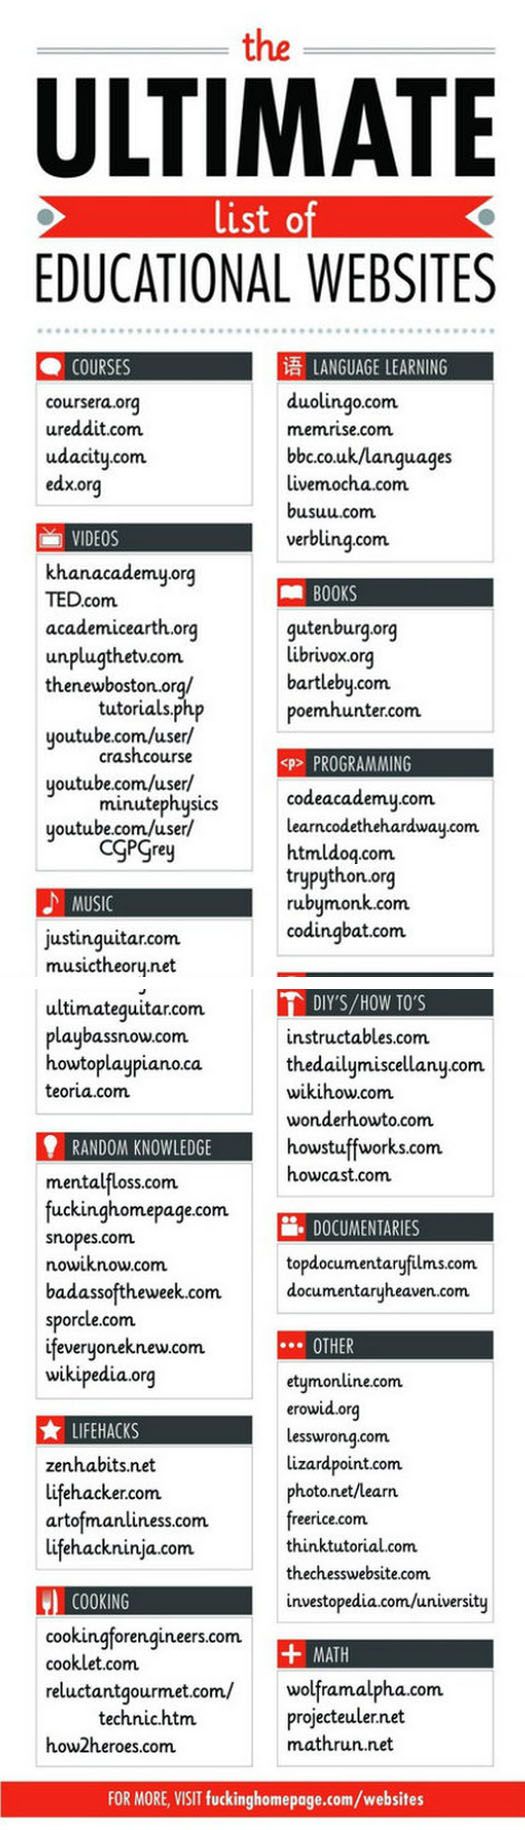 the
ULTIMATE
list of
EDUCATIONAL WEBSITES
COURSES
coursera.org
ureddit.com
udacity.com
edx.org
VIDEOS
khanacademy.org
TED.com
academicearth.org
unplugthetv.com
thenewboston.org/
tutorials.php
youtube.com/user/
crashcourse
youtube.com/user/
minutephysics
youtube.com/user/
CGPGrey
MUSIC
justinguitar.com
musictheory.net
ultimateguitar.com
playbassnow.com
howtoplaypiano.ca
teoria.com
RANDOM KNOWLEDGE
mentalfloss.com
fuckinghomepage.com
snopes.com
nowiknow.com
badassoftheweek.com
sporcle.com
ifeveryoneknew.com
wikipedia.org
LIFEHACKS
zenhabits.net
lifehacker.com
artofmanliness.com
lifehackninja.com
COOKING
cookingforengineers.com
cooklet.com
reluctantgourmet.com/
technic.htm
how2heroes.com
语 LANGUAGE LEARNING
duolingo.com
memrise.com
bbc.co.uk/languages
livemocha.com
busuu.com
verbling.com
BOOKS
gutenburg.org
librivox.org
bartleby.com
poemhunter.com
<p> PROGRAMMING
codeacademy.com
learncodethehardway.com
htmldog.com
trypython.org
rubymonk.com
codingbat.com
DIY'S/HOW TO'S
instructables.com
thedailymiscellany.com
wikihow.com
wonderhowto.com
howstuffworks.com
howcast.com
DOCUMENTARIES
topdocumentaryfilms.com
documentaryheaven.com
OTHER
etymonline.com
erowid.org
lesswrong.com
lizardpoint.com
photo.net/learn
freerice.com
thinktutorial.com
thechesswebsite.com
investopedia.com/university
MATH
wolframalpha.com
projecteuler.net
mathrun.net
FOR MORE, VISIT fuckinghomepage.com/websites